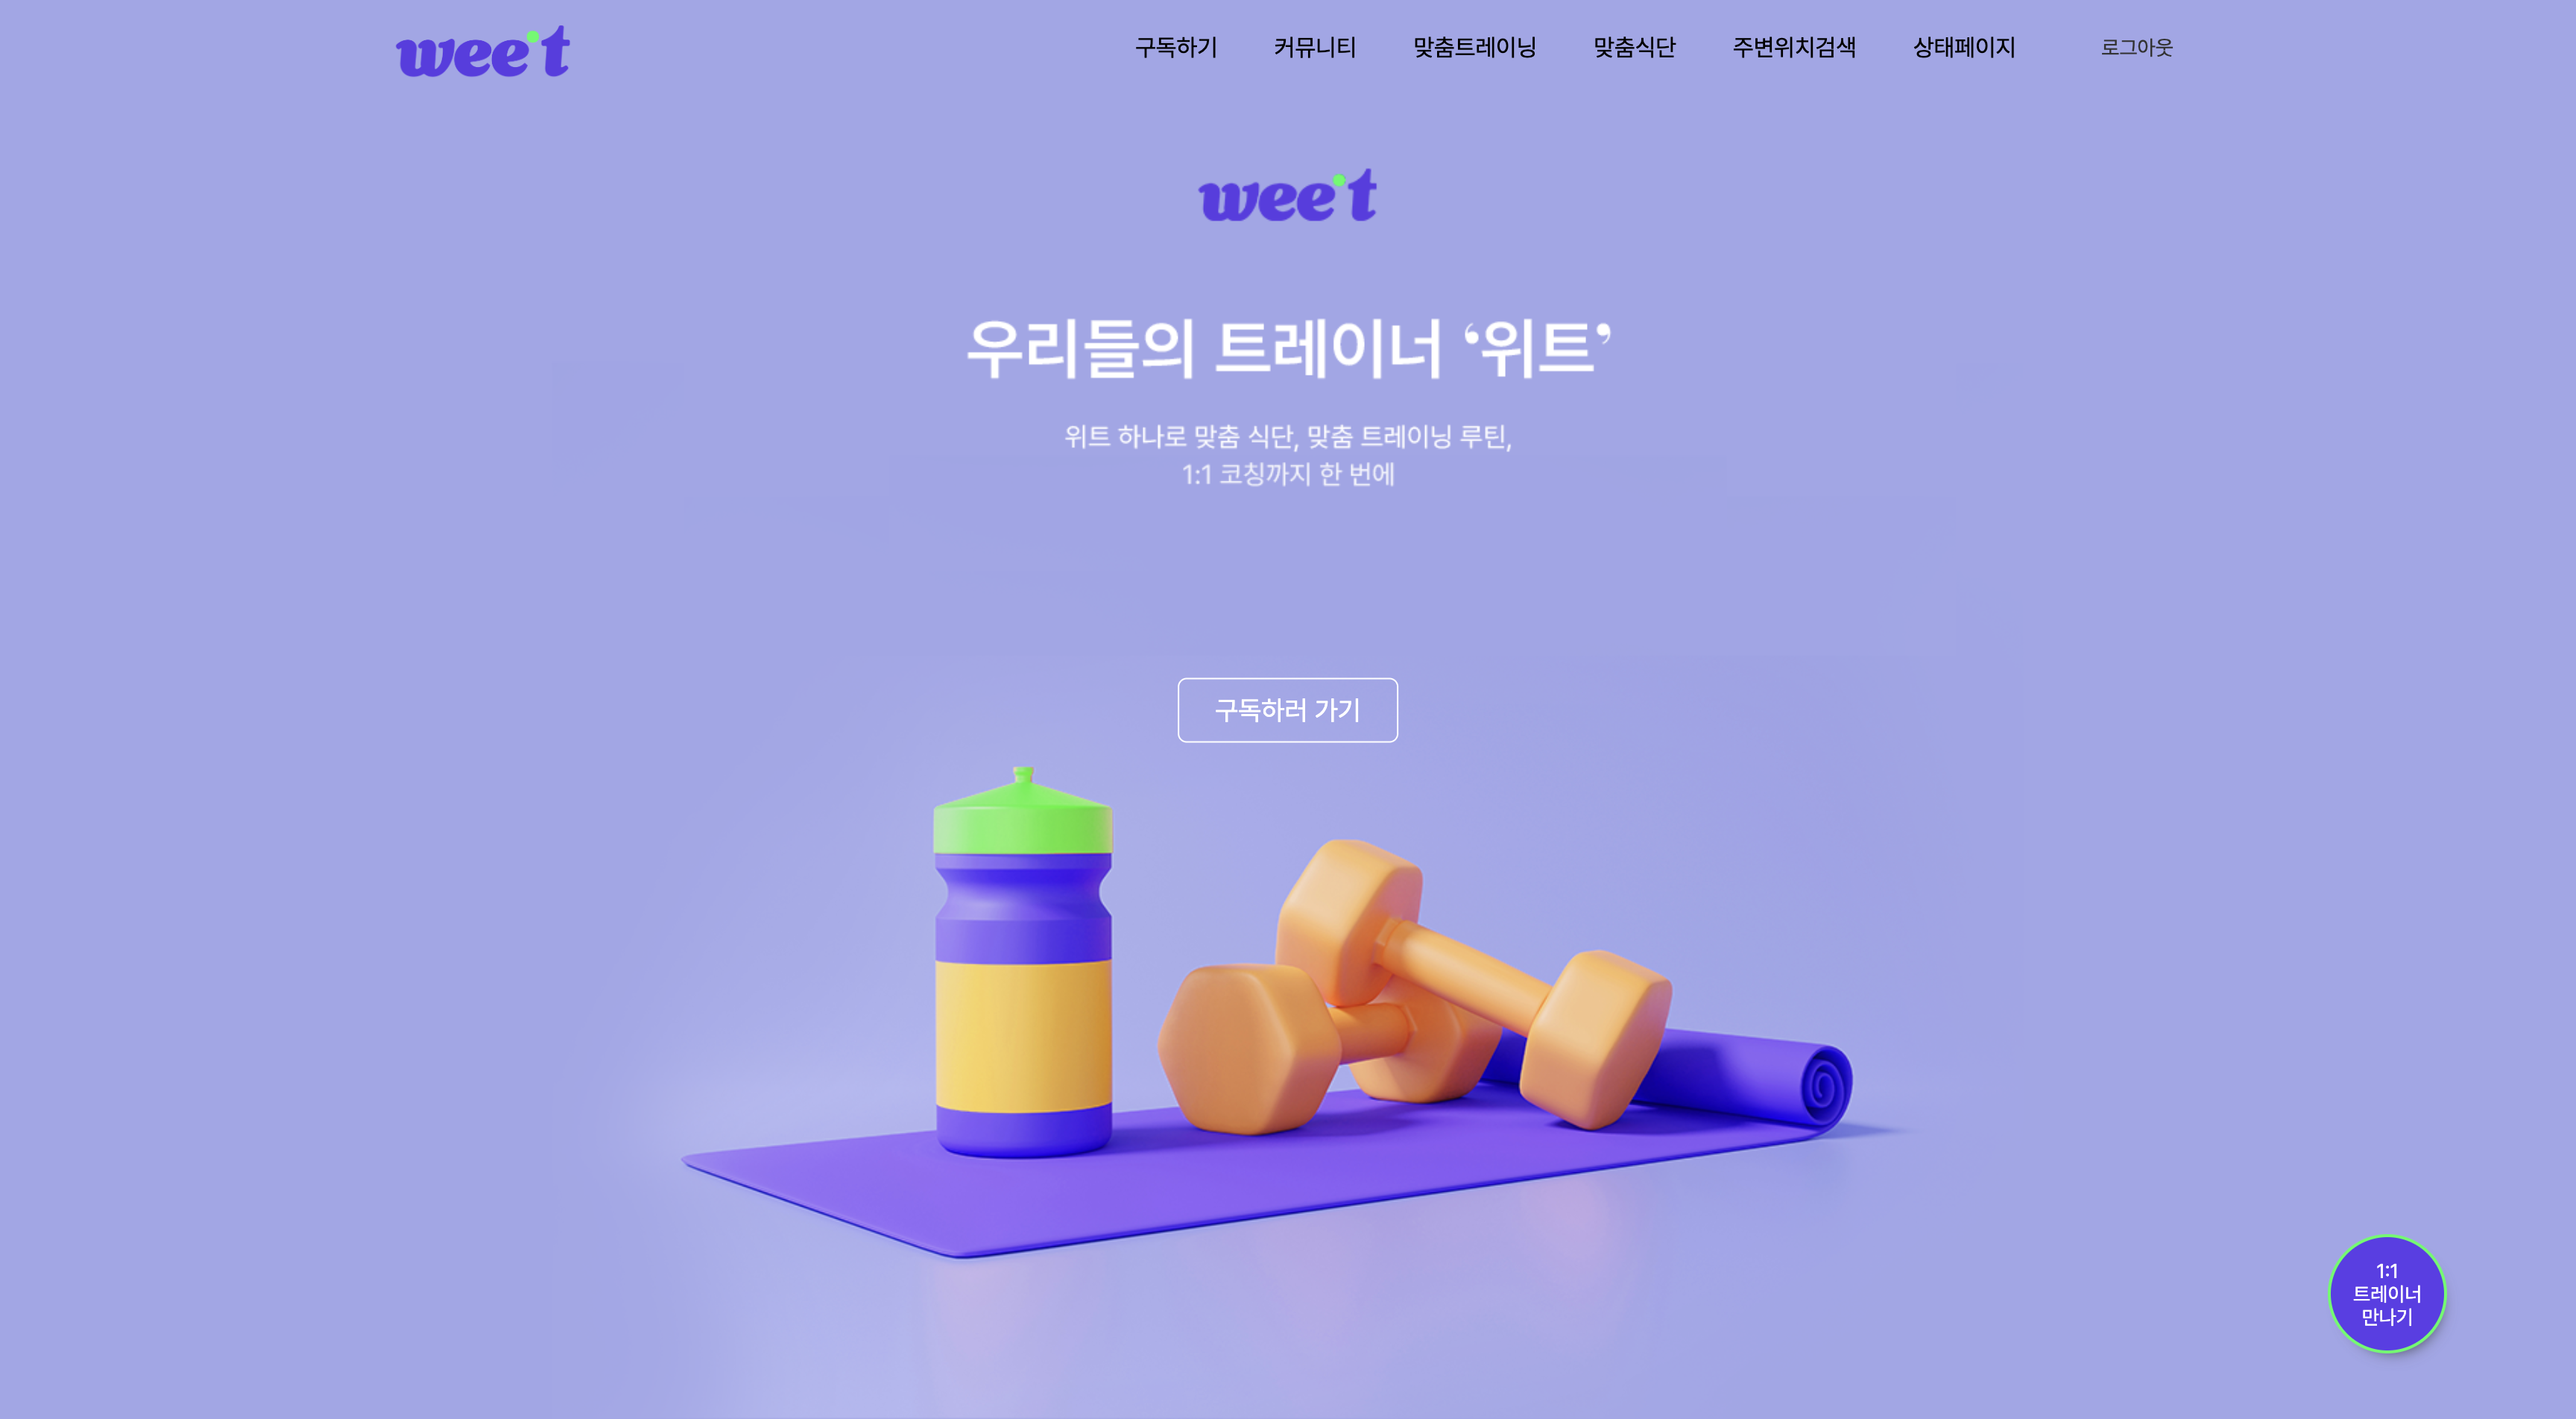 wee't
구독하기 커뮤니티 맞춤트레이닝 맞춤식단 주변위치검색 상태페이지 로그아웃
wee't
우리들의 트레이너 ‘위트’
위트 하나로 맞춤 식단, 맞춤 트레이닝 루틴,
1:1 코칭까지 한 번에
구독하러 가기
1:1
트레이너
만나기